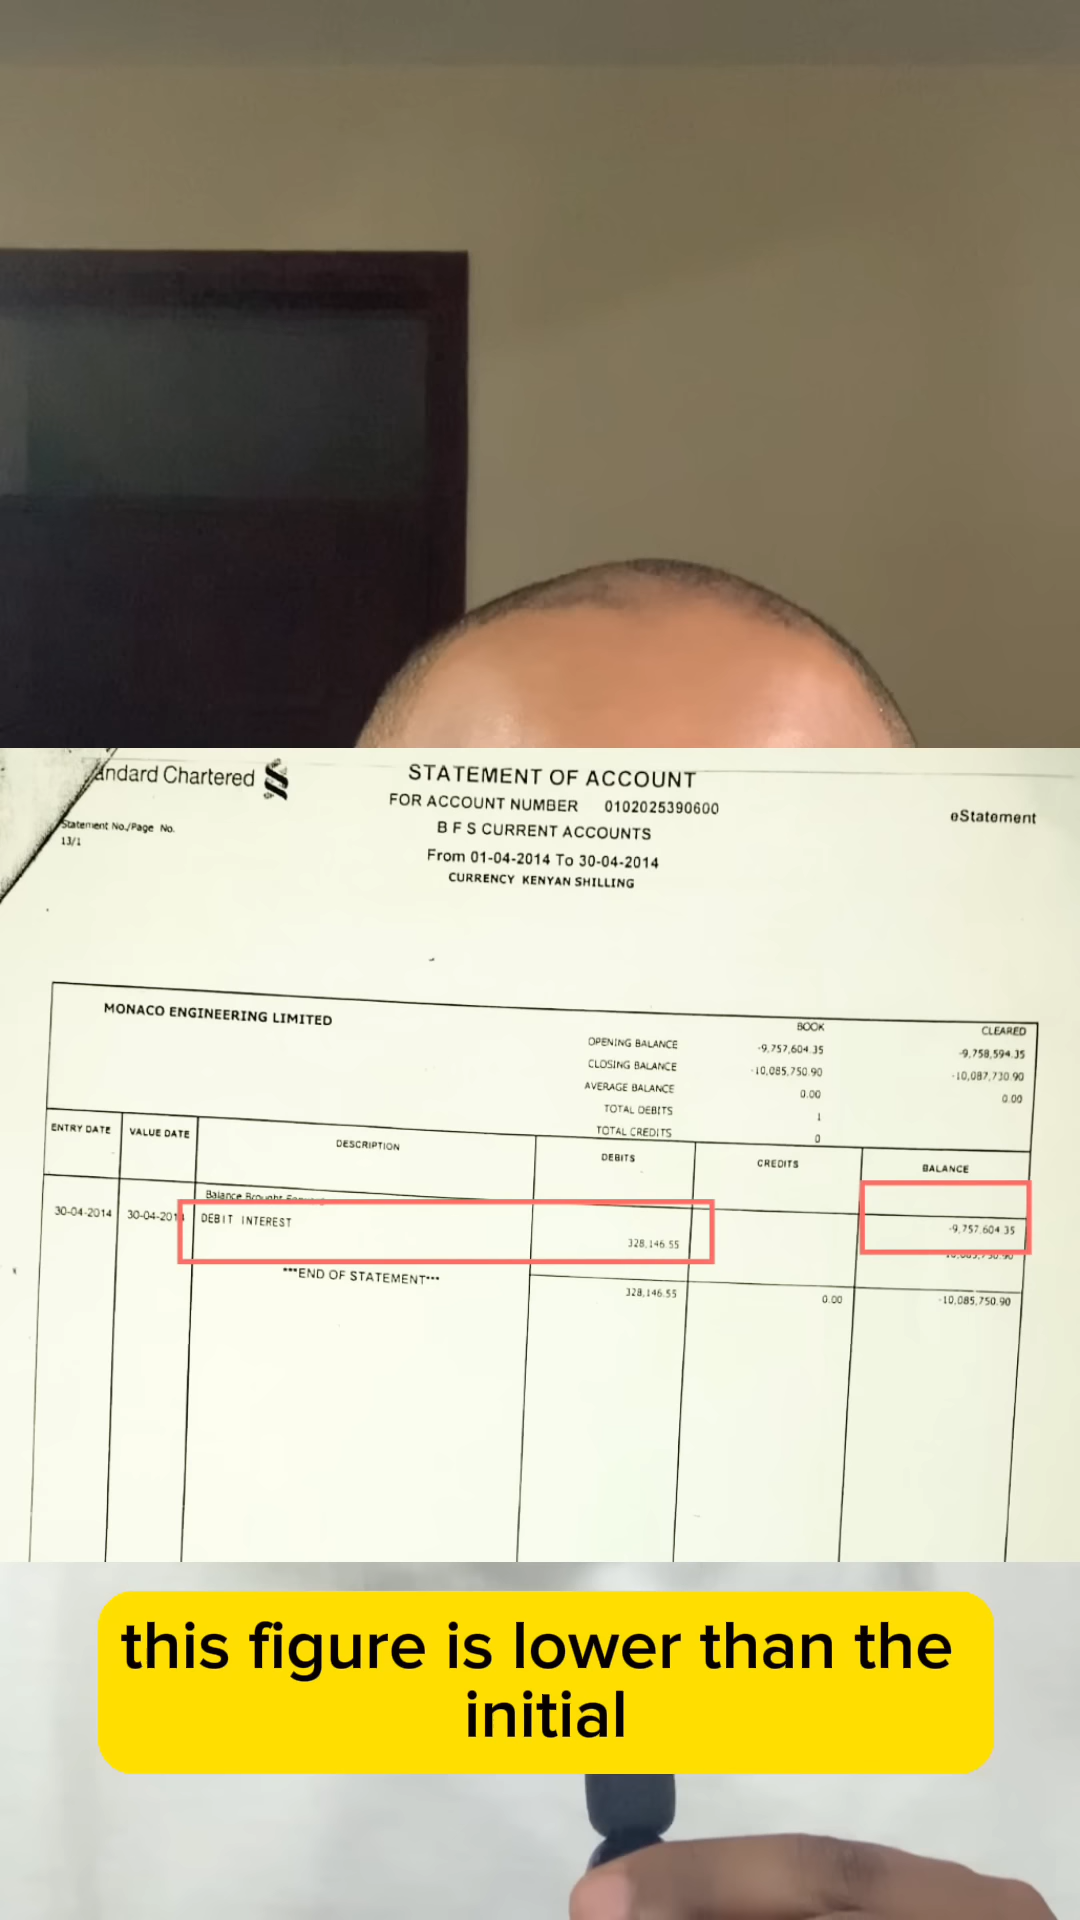 andard Chartered
STATEMENT OF ACCOUNT
FOR ACCOUNT NUMBER 0102025390600
eStatement
Statement No./Page No.
13/1
B F S CURRENT ACCOUNTS
From 01-04-2014 To 30-04-2014
CURRENCY KENYAN SHILLING
MONACO ENGINEERING LIMITED
BOOK CLEARED
OPENING BALANCE -9,757,604.35 -9,758,594.35
CLOSING BALANCE -10,085,750.90 -10,087,730.90
AVERAGE BALANCE 0.00 0.00
TOTAL DEBITS 1
TOTAL CREDITS 0
ENTRY DATE VALUE DATE DESCRIPTION DEBITS CREDITS BALANCE
Balance Brought -9,757,604.35
30-04-2014 30-04-2014 DEBIT INTEREST 328,146.55
***END OF STATEMENT*** 328,146.55 0.00 -10,085,750.90
this figure is lower than the
initial